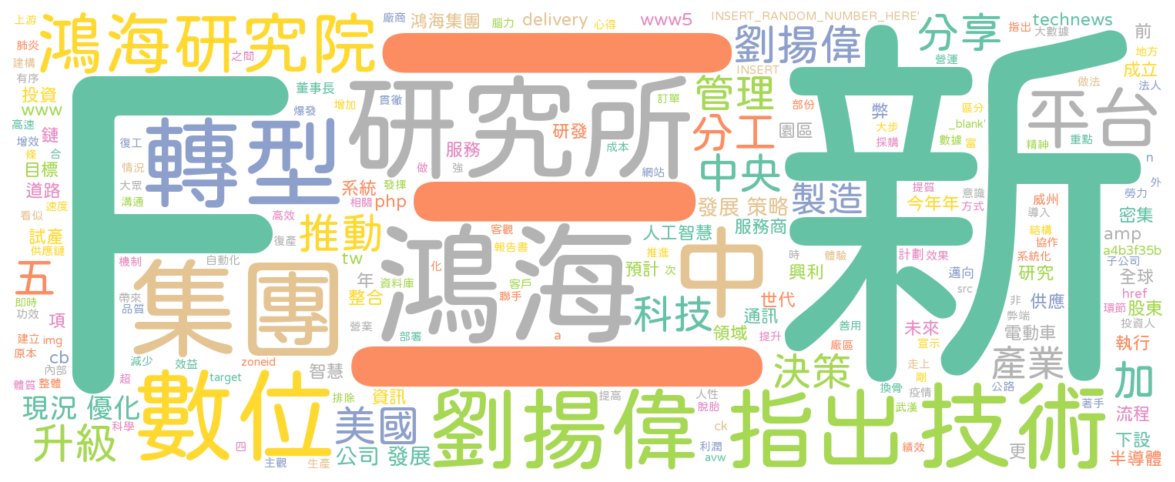 上游
鴻海研究院
廠商
鴻海集團
腦力
delivery
心得
www5
INSERT_RANDOM_NUMBER_HERE'
指出
technews
大數據
前
肺炎
之間
三
劉揚偉
分享
新
地方
建構
有序
F
董事長
研究所
訂單
管理
INSERT
營運
做法
成立
法人
投資
www
轉型
貫徹
爆發
增加
部份
弊
區分
平台
高速
鏈
研發
分工
園區
大步
_blank'
增效
復工
服務
成本
採購
數據
富
精神
重點
n
條
合
目標
情況
做
強
網站
中央
外
道路
大眾
系統
發揮
製造
提質
意識
威州
勞力
速度
溝通
相關
php
發展 策略
今年年
方式
導入
密集
看似
高效
推動
客觀
報告書
人工智慧
服務商
結構
amp
試產
復產
tw
鴻海
推進
中
時
體驗
計劃
效果
協作
a4b3f35b
供應鏈
機制
自動化
集團
年
資料庫
化
客戶
預計
次
興利
邁向
系統化
子公司
五
研究
全球
帶來
整合
聯手
科技
世代
src
非
供應
href
即時
品質
項
營業
通訊
弊端
環節
股東
功效
部署
a
提升
領域
善用
未來
電動車
投資人
建立
img
cb
減少
效益
zoneid
廠區
宣示
執行
原本
內部
智慧
決策
走上
產業
體質
整體
超
target
數位
資訊
提高
人性
換骨
疫情
期
公路
加
現況 優化
排除
美國
劉揚偉指出
脫胎
技術
武漢
著手
流程
科學
升級
四
ck
下設
主觀
生產
公司 發展
利潤
avw
績效
更
半導體